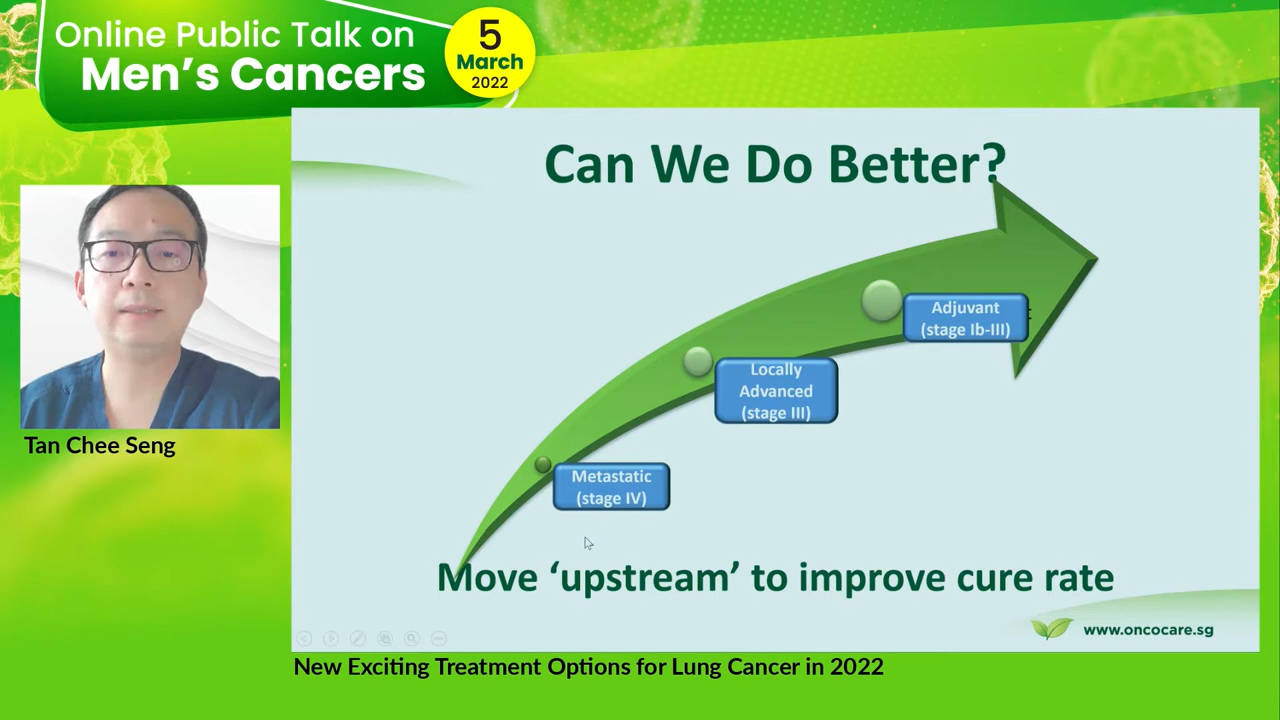 Online Public Talk on
Men's Cancers
5
March
2022
Can We Do Better?
Adjuvant
(stage Ib-III)
Locally
Advanced
(stage III)
Metastatic
(stage IV)
Move ‘upstream’ to improve cure rate
www.oncocare.sg
Tan Chee Seng
New Exciting Treatment Options for Lung Cancer in 2022